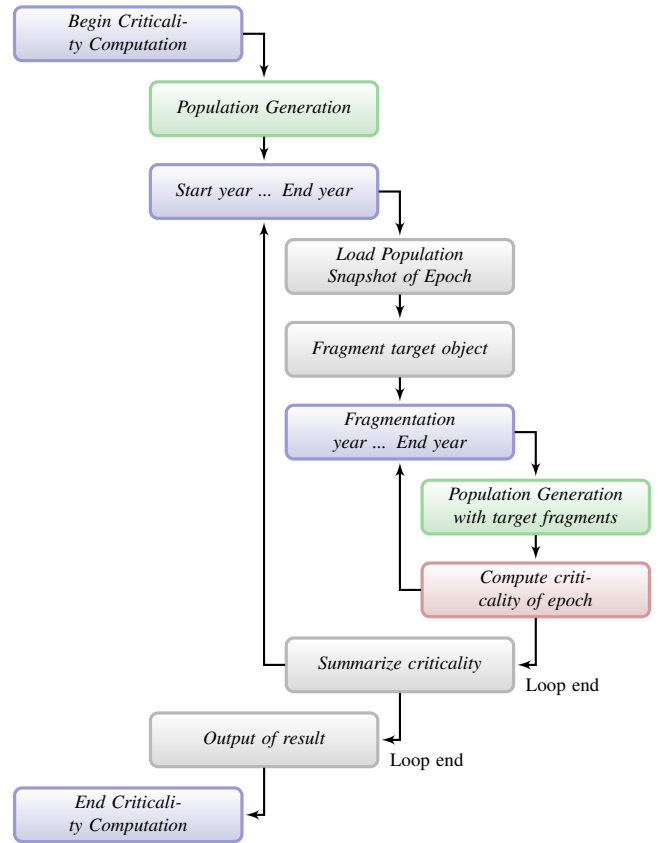 Begin Criticali-
ty Computation
Population Generation
Start year ... End year
Load Population
Snapshot of Epoch
Fragment target object
Fragmentation
year ... End year
Population Generation
with target fragments
Compute criti-
cality of epoch
Summarize criticality
Loop end
Output of result
Loop end
End Criticali-
ty Computation